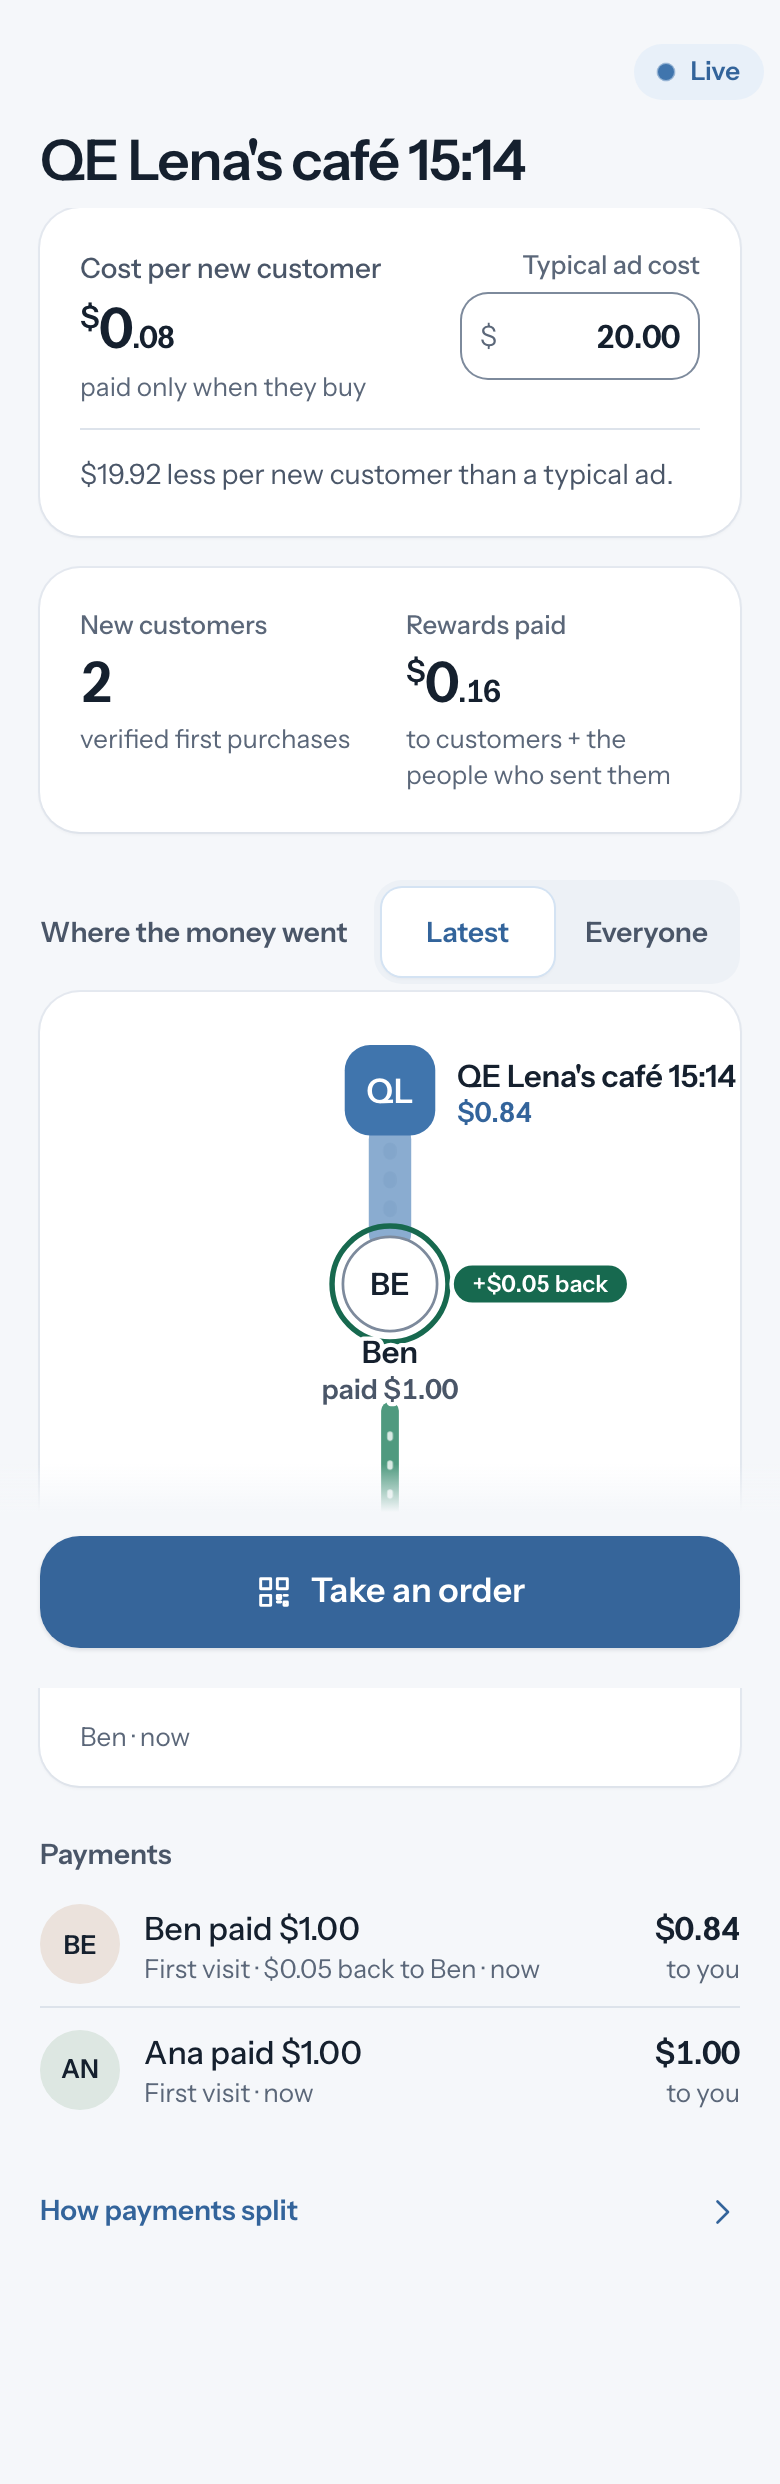 Live
QE Lena's café 15:14
Cost per new customer
$0.08
paid only when they buy
Typical ad cost
$ 20.00
$19.92 less per new customer than a typical ad.
New customers
2
verified first purchases
Rewards paid
$0.16
to customers + the
people who sent them
Where the money went
Latest
Everyone
QL
QE Lena's café 15:14
$0.84
BE
+$0.05 back
Ben
paid $1.00
Take an order
Ben · now
Payments
BE
Ben paid $1.00
First visit · $0.05 back to Ben · now
$0.84
to you
AN
Ana paid $1.00
First visit · now
$1.00
to you
How payments split